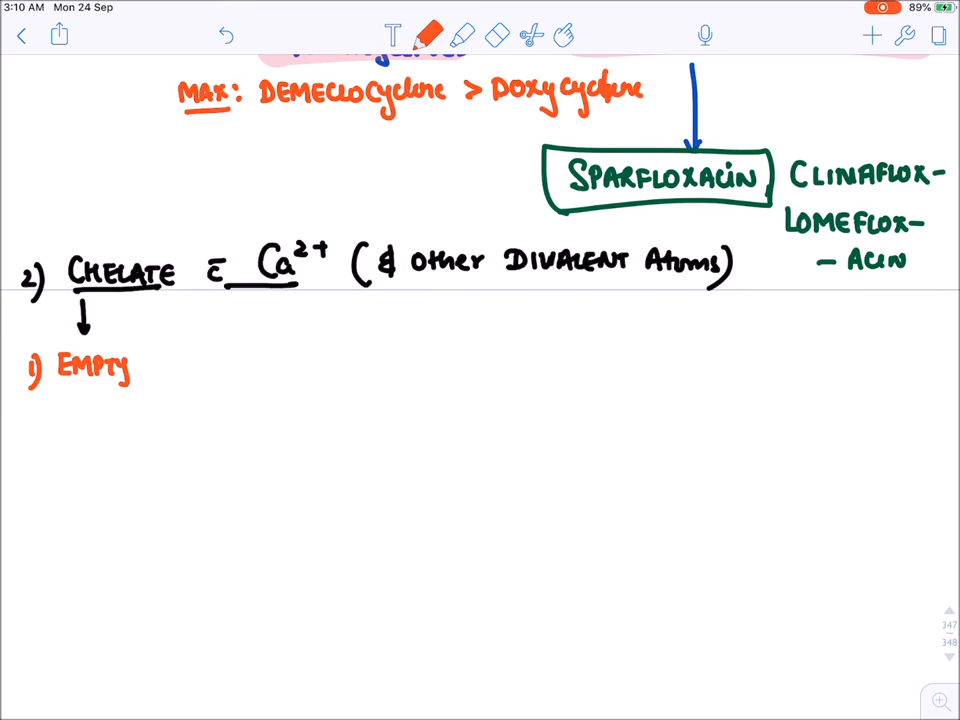 3:10 AM Mon 24 Sep
89%
T
MAX: DEMECLOCYCLINE > DOXYCYCLINE
SPARFLOXACIN CLINAFLOX-
LOMEFLOX-
- ACIN
2) CHELATE c̄ Ca²⁺ (& Other DIVALENT Atoms)
1) EMPTY
347
348